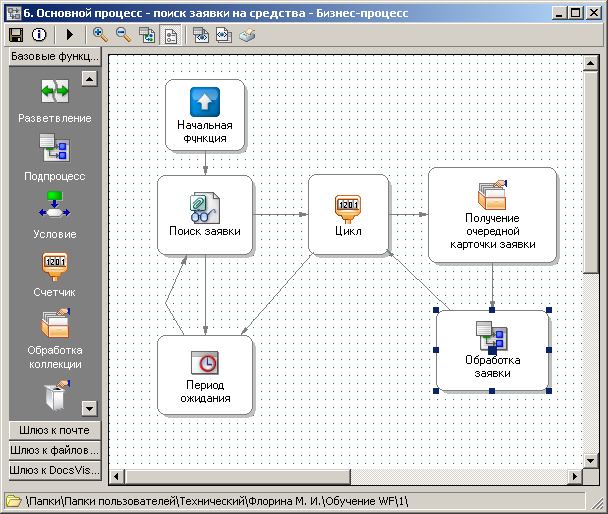 6. Основной процесс - поиск заявки на средства - Бизнес-процесс
Базовые функц...
Разветвление
Подпроцесс
Условие
1201
Счетчик
Обработка
коллекции
Шлюз к почте
Шлюз к файлов...
Шлюз к DocsVis...
Начальная
функция
Поиск заявки
1201
Цикл
Получение
очередной
карточки заявки
Период
ожидания
Обработка
заявки
\Папки\Папки пользователей\Технический\Флорина М. И.\Обучение WF\1\